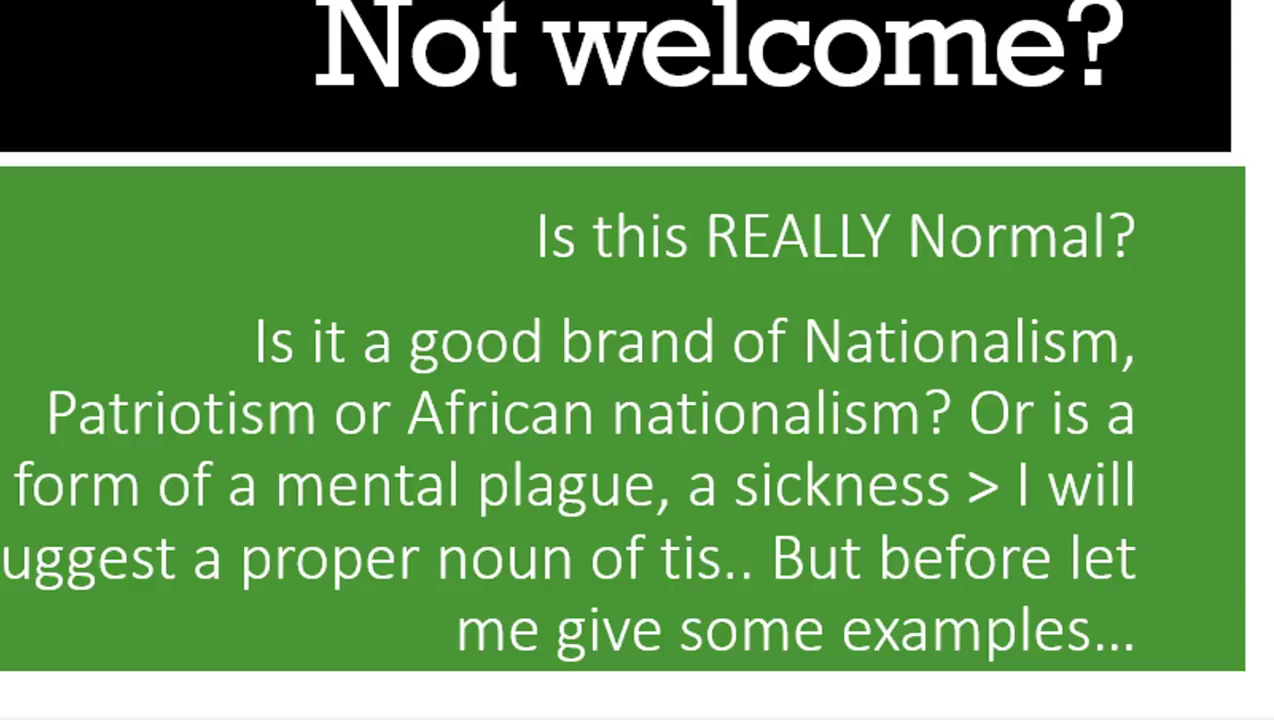 Not welcome?
Is this REALLY Normal?
Is it a good brand of Nationalism,
Patriotism or African nationalism? Or is a
form of a mental plague, a sickness > I will
uggest a proper noun of tis.. But before let
me give some examples...